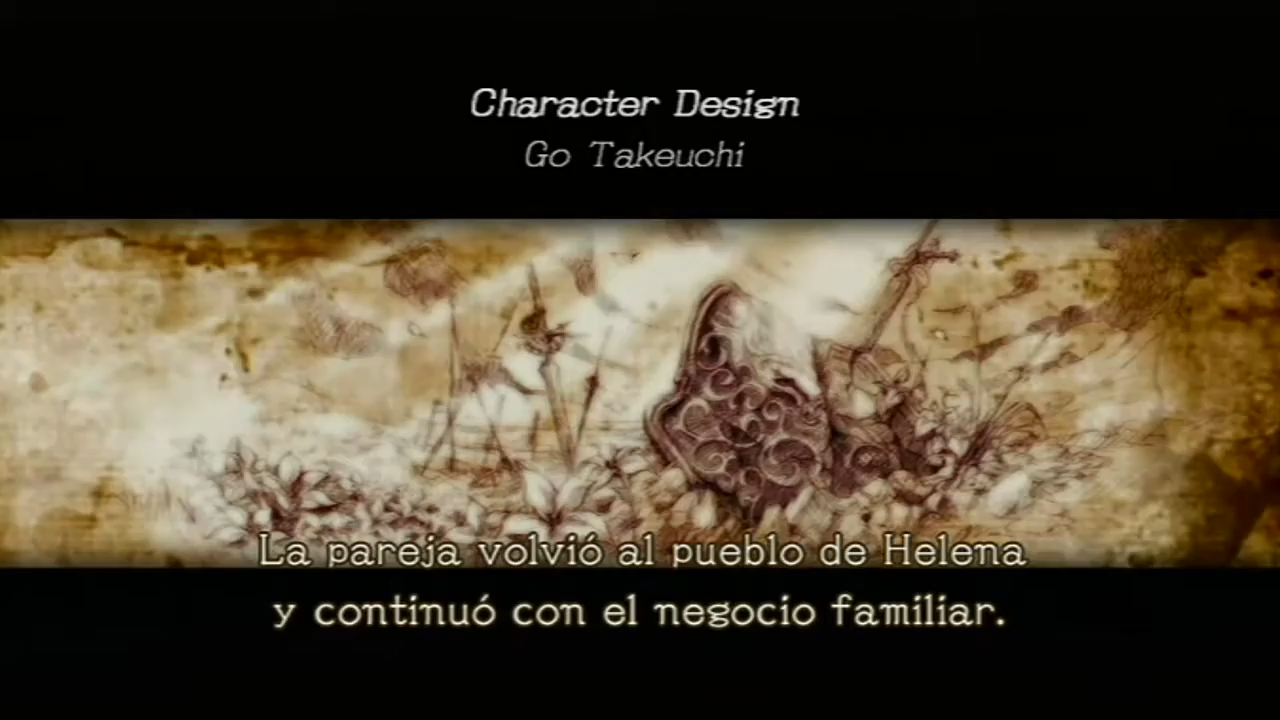 Character Design
Go Takeuchi
La pareja volvió al pueblo de Helena
y continuó con el negocio familiar.